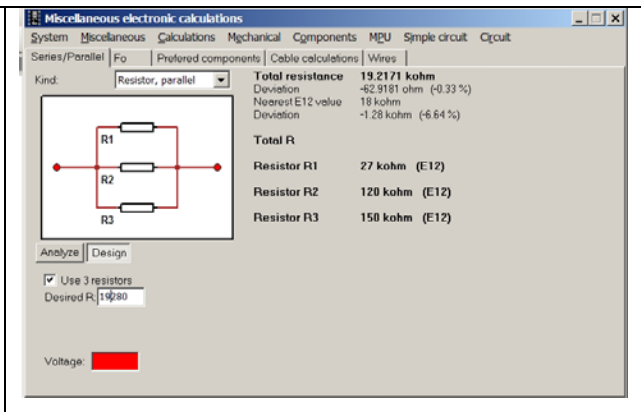 Miscellaneous electronic calculations
System Miscellaneous Calculations Mechanical Components MPU Simple circuit Circuit
Series/Parallel Fo Prefered components Cable calculations Wires
Kind: Resistor, parallel
Total resistance 19.2171 kohm
Deviation -62.9181 ohm (-0.33 %)
Nearest E12 value 18 kohm
Deviation -1.28 kohm (-6.64 %)
R1
Total R
Resistor R1 27 kohm (E12)
R2
Resistor R2 120 kohm (E12)
R3
Resistor R3 150 kohm (E12)
Analyze Design
Use 3 resistors
Desired R: 19280
Voltage: